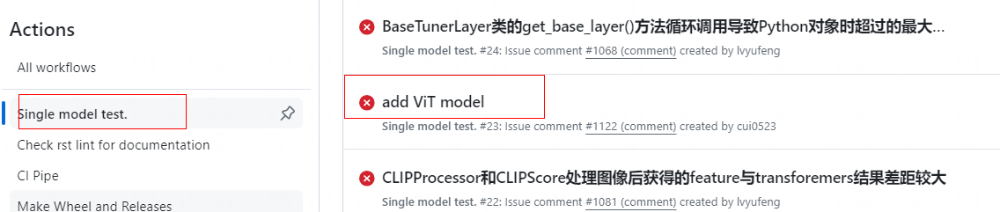 Actions
All workflows
Single model test.
Check rst lint for documentation
CI Pipe
Make Wheel and Releases
BaseTunerLayer类的get_base_layer()方法循环调用导致Python对象时超过的最大...
Single model test. #24: Issue comment #1068 (comment) created by lvyufeng
add ViT model
Single model test. #23: Issue comment #1122 (comment) created by cui0523
CLIPProcessor和CLIPScore处理图像后获得的feature与transforemers结果差距较大
Single model test. #22: Issue comment #1081 (comment) created by lvyufeng